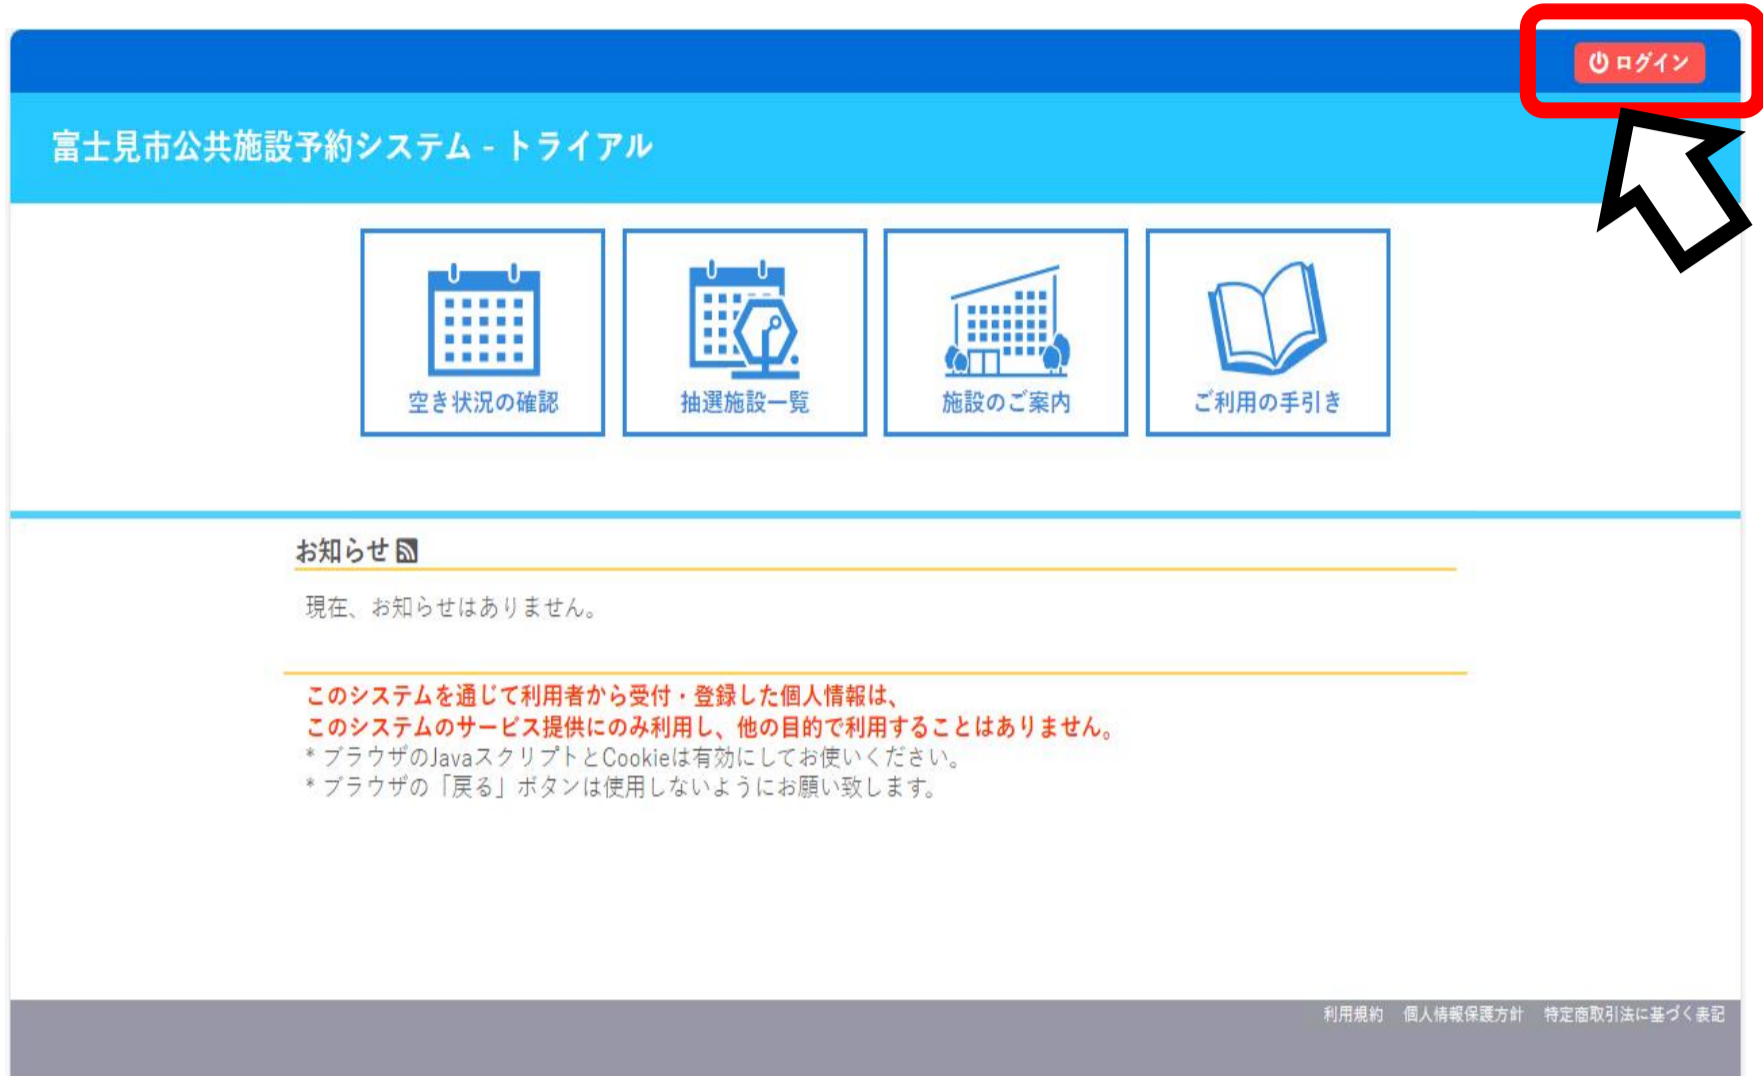 ログイン
富士見市公共施設予約システム - トライアル
空き状況の確認
抽選施設一覧
施設のご案内
ご利用の手引き
お知らせ
現在、お知らせはありません。
このシステムを通じて利用者から受付・登録した個人情報は、
このシステムのサービス提供にのみ利用し、他の目的で利用することはありません。
* ブラウザのJavaスクリプトとCookieは有効にしてお使いください。
* ブラウザの「戻る」ボタンは使用しないようにお願い致します。
利用規約 個人情報保護方針 特定商取引法に基づく表記